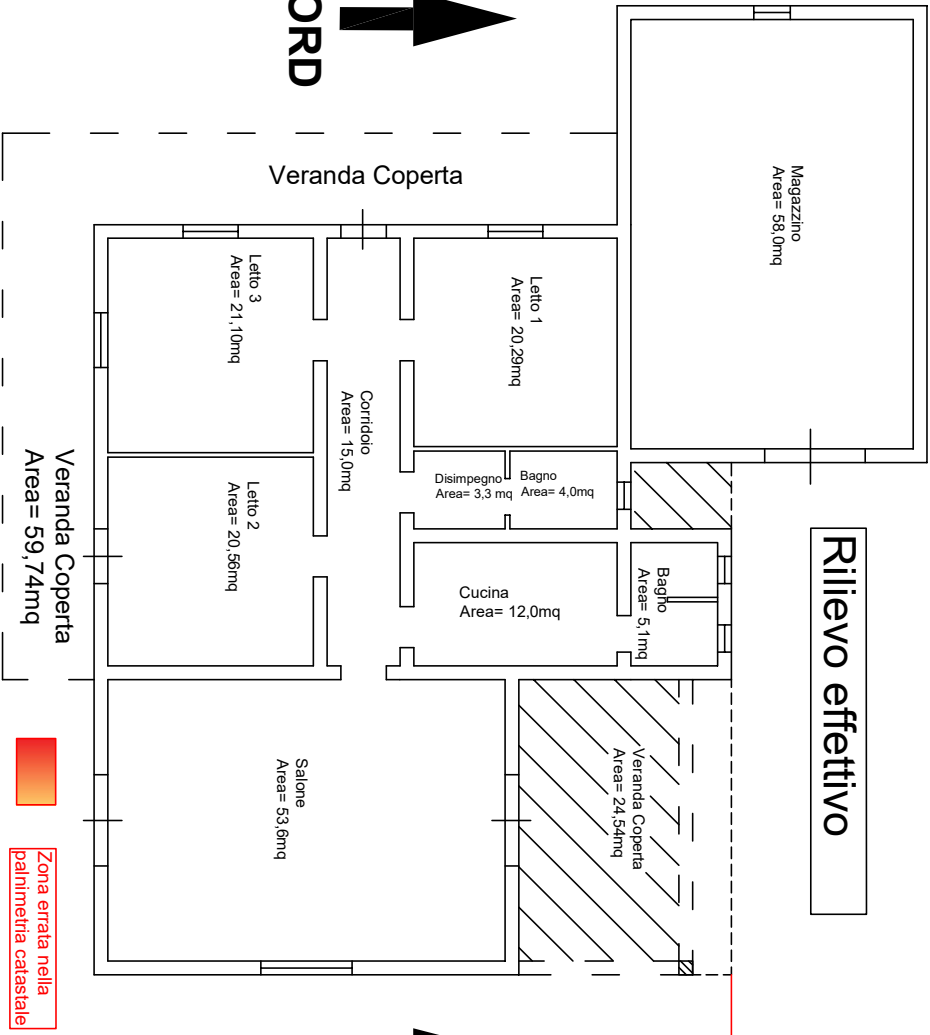 ORD
Veranda Coperta
Magazzino
Area= 58,0mq
Letto 3
Area= 21,10mq
Letto 1
Area= 20,29mq
Corridoio
Area= 15,0mq
Disimpegno
Area= 3,3 mq
Bagno
Area= 4,0mq
Letto 2
Area= 20,56mq
Veranda Coperta
Area= 59,74mq
Cucina
Area= 12,0mq
Bagno
Area= 5,1mq
Rilievo effettivo
Salone
Area= 53,6mq
Veranda Coperta
Area= 24,54mq
Zona errata nella
palnimetria catastale